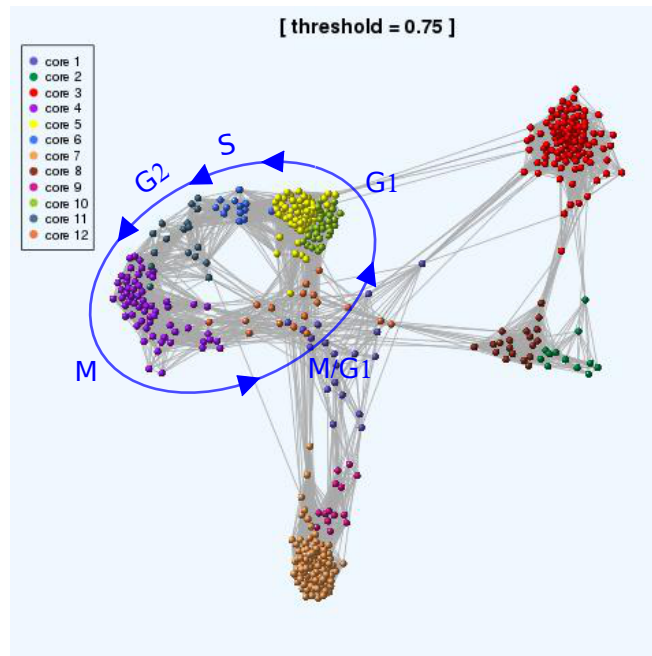 [ threshold = 0.75 ]
core 1
core 2
core 3
core 4
core 5
core 6
core 7
core 8
core 9
core 10
core 11
core 12
S
G2
G1
M
M/G1